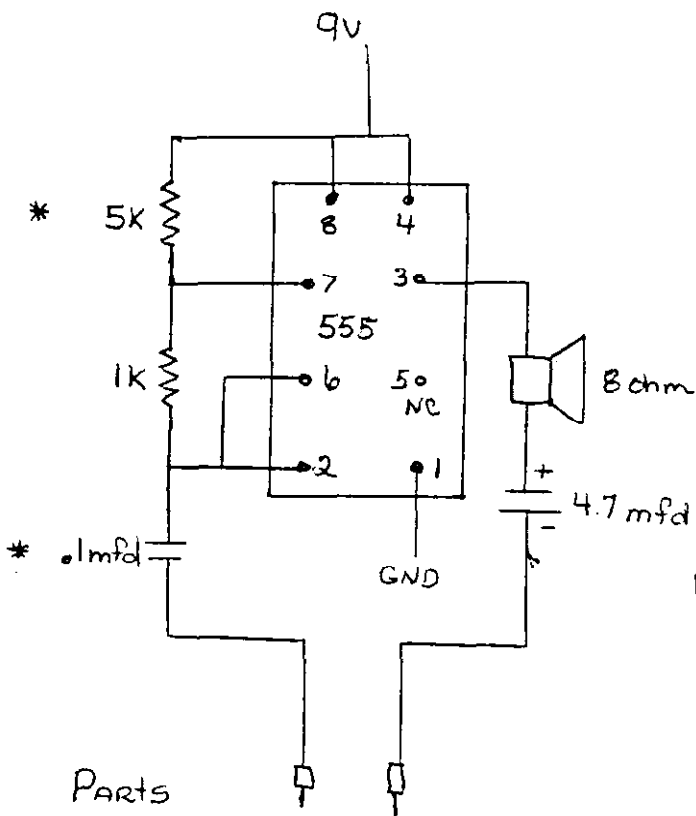 9V
* 5K
8 4
7 3
555
1K
6 5
NC
8 ohm
2 1
+
4.7 mfd
-
* .1mfd
GND
PARTS